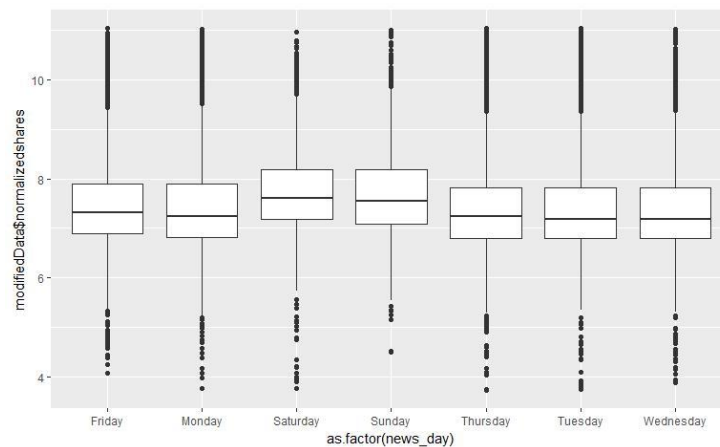 modifiedData$normalizedshares
10
8
6
4
Friday Monday Saturday Sunday Thursday Tuesday Wednesday
as.factor(news_day)